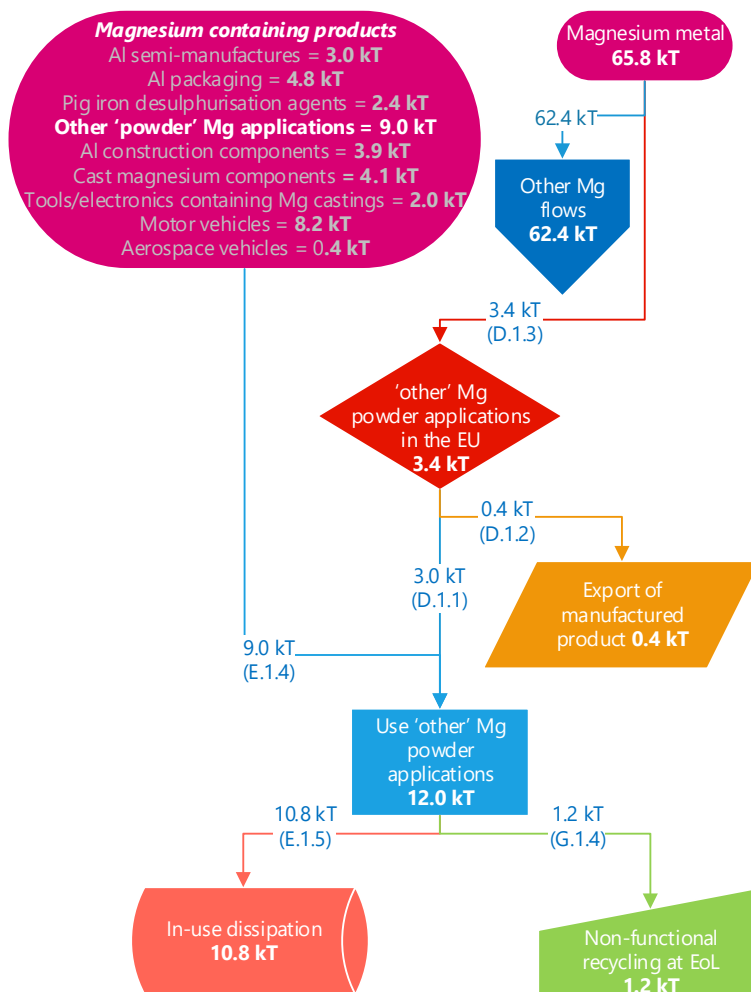 Magnesium containing products
Al semi-manufactures = 3.0 kT
Al packaging = 4.8 kT
Pig iron desulphurisation agents = 2.4 kT
Other ‘powder’ Mg applications = 9.0 kT
Al construction components = 3.9 kT
Cast magnesium components = 4.1 kT
Tools/electronics containing Mg castings = 2.0 kT
Motor vehicles = 8.2 kT
Aerospace vehicles = 0.4 kT
Magnesium metal
65.8 kT
62.4 kT
Other Mg
flows
62.4 kT
3.4 kT
(D.1.3)
‘other’ Mg
powder applications
in the EU
3.4 kT
0.4 kT
(D.1.2)
3.0 kT
(D.1.1)
Export of
manufactured
product 0.4 kT
9.0 kT
(E.1.4)
Use ‘other’ Mg
powder
applications
12.0 kT
10.8 kT
(E.1.5)
1.2 kT
(G.1.4)
In-use dissipation
10.8 kT
Non-functional
recycling at EoL
1.2 kT